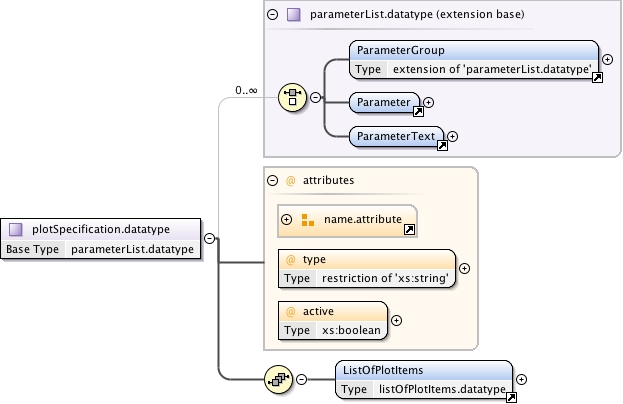 parameterList.datatype (extension base)
ParameterGroup
Type extension of 'parameterList.datatype'
0..∞
Parameter
ParameterText
@ attributes
name.attribute
plotSpecification.datatype
Base Type parameterList.datatype
@ type
Type restriction of 'xs:string'
@ active
Type xs:boolean
ListOfPlotItems
Type listOfPlotItems.datatype